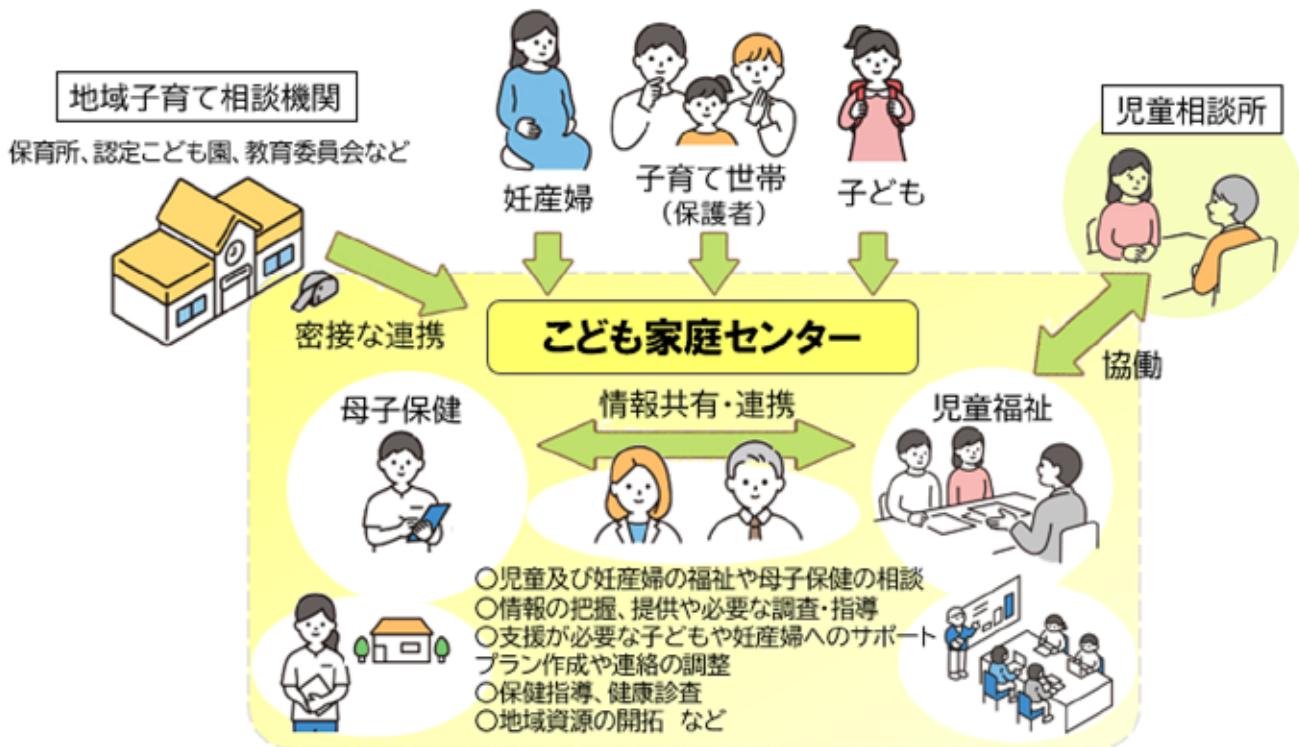 地域子育て相談機関
保育所、認定こども園、教育委員会など
妊産婦
子育て世帯
（保護者）
子ども
児童相談所
密接な連携
こども家庭センター
協働
母子保健
情報共有・連携
児童福祉
〇児童及び妊産婦の福祉や母子保健の相談
〇情報の把握、提供や必要な調査・指導
〇支援が必要な子どもや妊産婦へのサポート
プラン作成や連絡の調整
〇保健指導、健康診査
〇地域資源の開拓 など